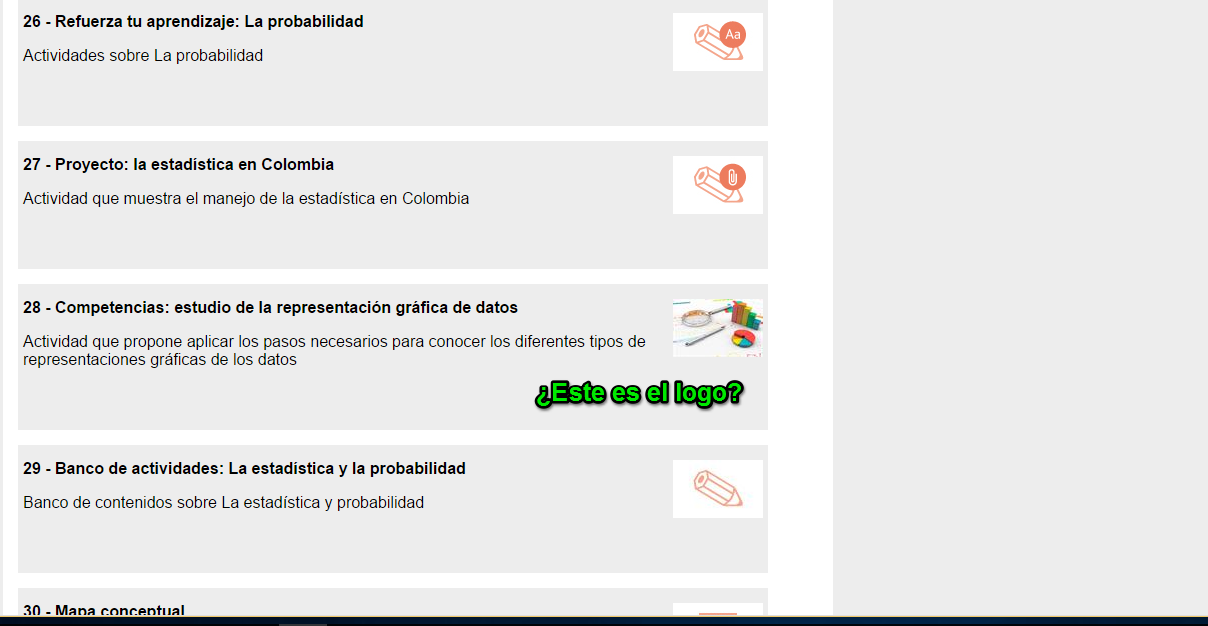 26 - Refuerza tu aprendizaje: La probabilidad
Aa
Actividades sobre La probabilidad
27 - Proyecto: la estadística en Colombia
Actividad que muestra el manejo de la estadística en Colombia
28 - Competencias: estudio de la representación gráfica de datos
Actividad que propone aplicar los pasos necesarios para conocer los diferentes tipos de
representaciones gráficas de los datos
¿Este es el logo?
29 - Banco de actividades: La estadística y la probabilidad
Banco de contenidos sobre La estadística y probabilidad
30 - Mapa conceptual